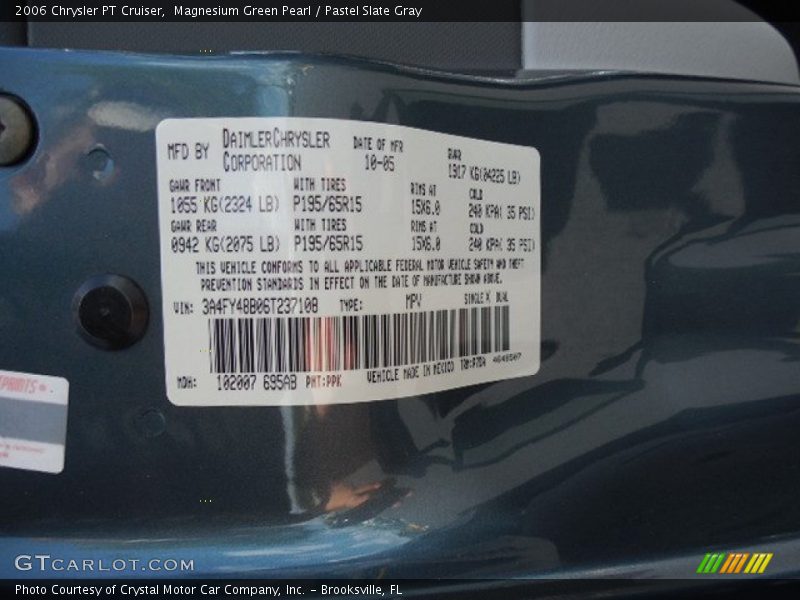 2006 Chrysler PT Cruiser, Magnesium Green Pearl / Pastel Slate Gray
MFD BY DAIMLERCHRYSLER CORPORATION
DATE OF MFR 10-05
GVWR 1917 KG(04225 LB)
GAWR FRONT WITH TIRES RIMS AT COLD
1055 KG(2324 LB) P195/65R15 15X6.0 240 KPA( 35 PSI)
GAWR REAR WITH TIRES RIMS AT COLD
0942 KG(2075 LB) P195/65R15 15X6.0 240 KPA( 35 PSI)
THIS VEHICLE CONFORMS TO ALL APPLICABLE FEDERAL MOTOR VEHICLE SAFETY AND THEFT
PREVENTION STANDARDS IN EFFECT ON THE DATE OF MANUFACTURE SHOWN ABOVE.
VIN: 3A4FY48B06T237108 TYPE: MPV SINGLE X DUAL
MDH: 102007 695AB PNT:PPK VEHICLE MADE IN MEXICO
GTCARLOT.COM
Photo Courtesy of Crystal Motor Car Company, Inc. - Brooksville, FL